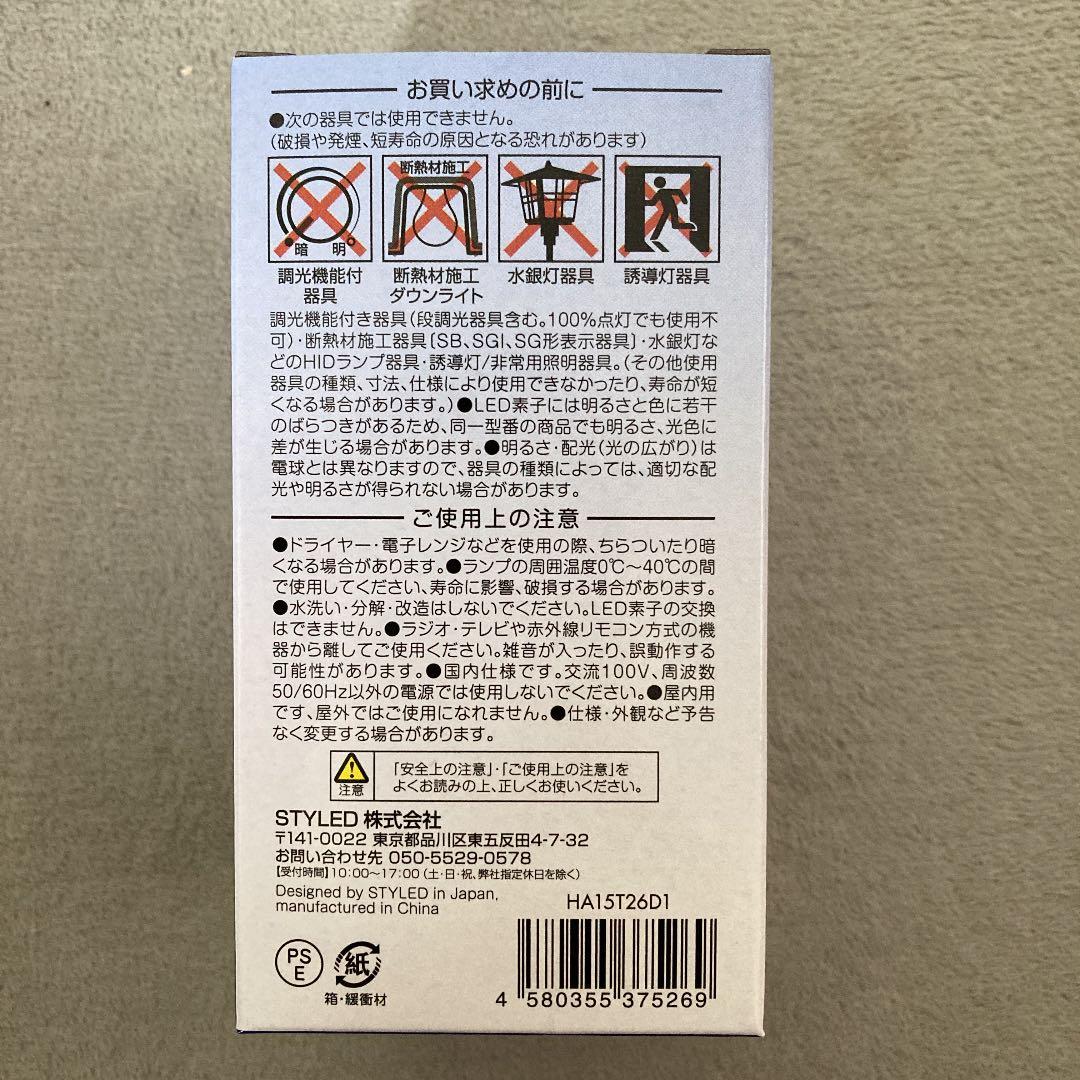 お買い求めの前に
●次の器具では使用できません。
(破損や発煙、短寿命の原因となる恐れがあります)
断熱材施工
暗 明
調光機能付
器具
断熱材施工
ダウンライト
水銀灯器具
誘導灯器具
調光機能付き器具(段調光器具含む。100%点灯でも使用不
可)・断熱材施工器具〔SB、SGI、SG形表示器具〕・水銀灯な
どのHIDランプ器具・誘導灯/非常用照明器具。(その他使用
器具の種類、寸法、仕様により使用できなかったり、寿命が短
くなる場合があります。)●LED素子には明るさと色に若干
のばらつきがあるため、同一型番の商品でも明るさ、光色に
差が生じる場合があります。●明るさ・配光(光の広がり)は
電球とは異なりますので、器具の種類によっては、適切な配
光や明るさが得られない場合があります。
ご使用上の注意
●ドライヤー・電子レンジなどを使用の際、ちらついたり暗
くなる場合があります。●ランプの周囲温度0℃～40℃の間
で使用してください、寿命に影響、破損する場合があります。
●水洗い・分解・改造はしないでください。LED素子の交換
はできません。●ラジオ・テレビや赤外線リモコン方式の機
器から離してご使用ください。雑音が入ったり、誤動作する
可能性があります。●国内仕様です。交流100V、周波数
50/60Hz以外の電源では使用しないでください。●屋内用
です、屋外ではご使用になれません。●仕様・外観など予告
なく変更する場合があります。
注意
「安全上の注意」・「ご使用上の注意」を
よくお読みの上、正しくお使いください。
STYLED 株式会社
〒141-0022 東京都品川区東五反田4-7-32
お問い合わせ先 050-5529-0578
【受付時間】10:00～17:00(土・日・祝、弊社指定休日を除く)
Designed by STYLED in Japan,
manufactured in China
HA15T26D1
PS
E
紙
箱・緩衝材
4 580355 375269